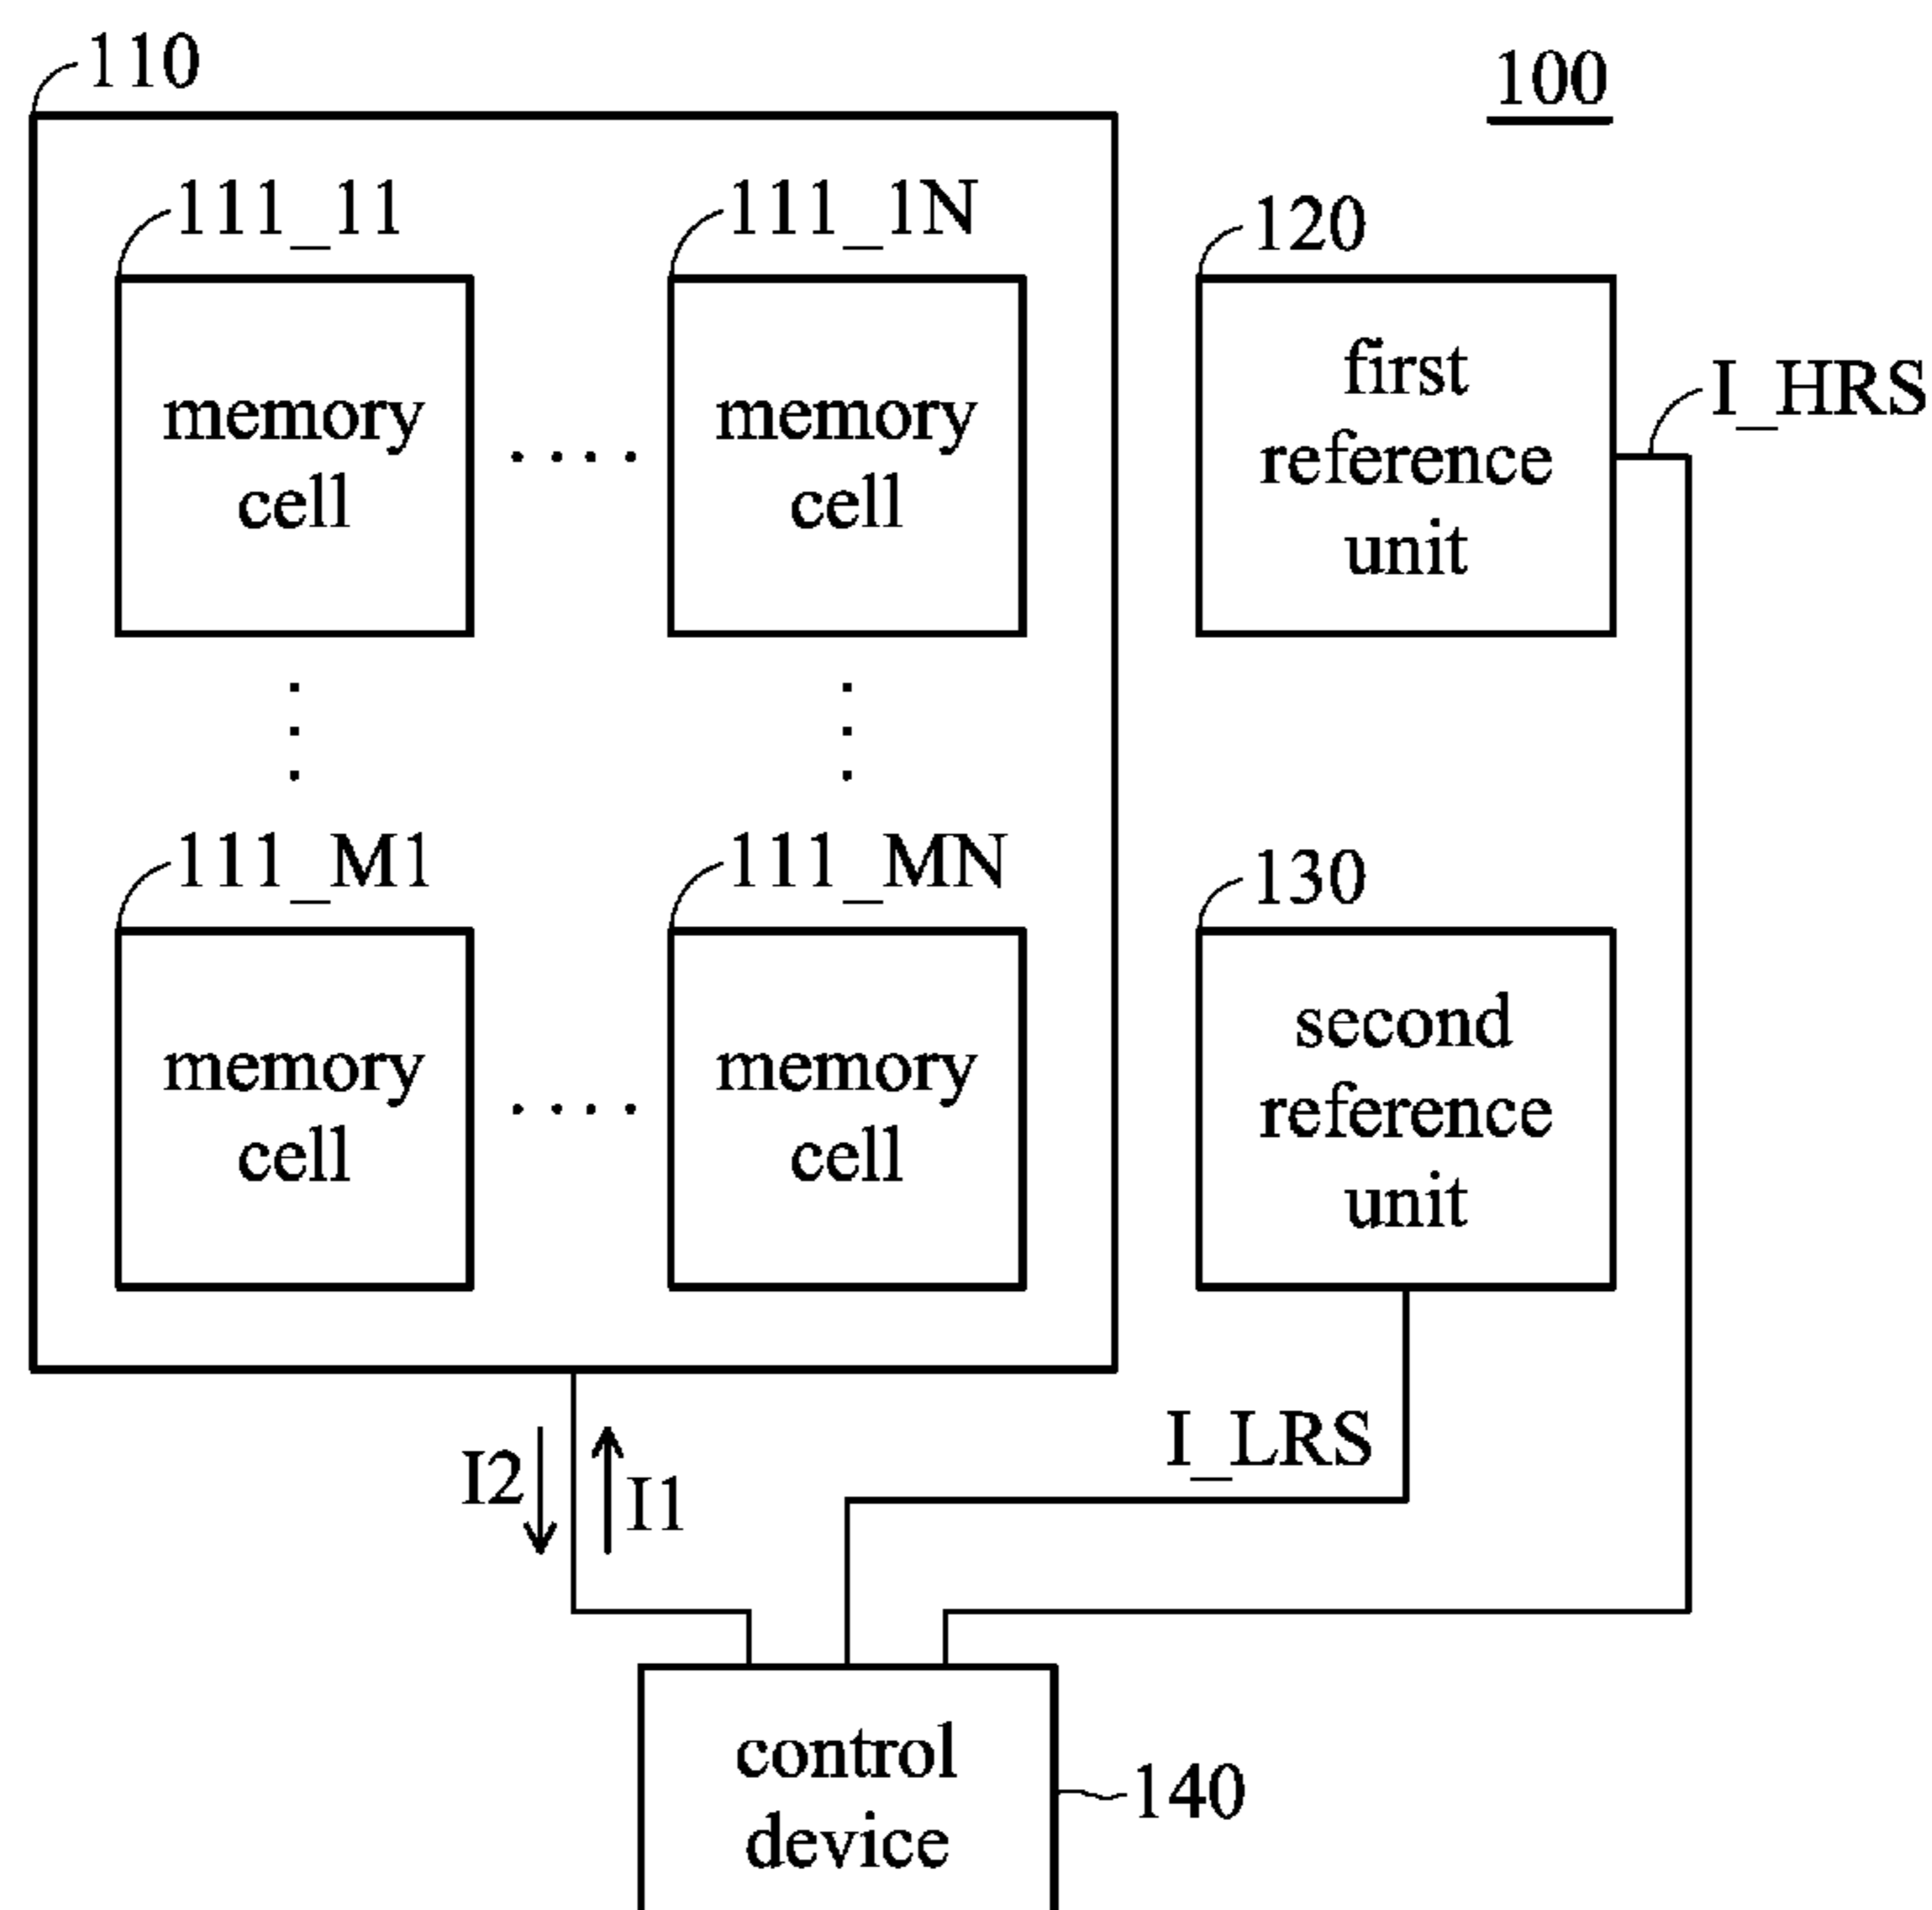 110
100
111_11
111_1N
120
memory
cell
. . . .
memory
cell
first
reference
unit
I_HRS
111_M1
111_MN
130
memory
cell
. . . .
memory
cell
second
reference
unit
I2
I1
I_LRS
control
device
140